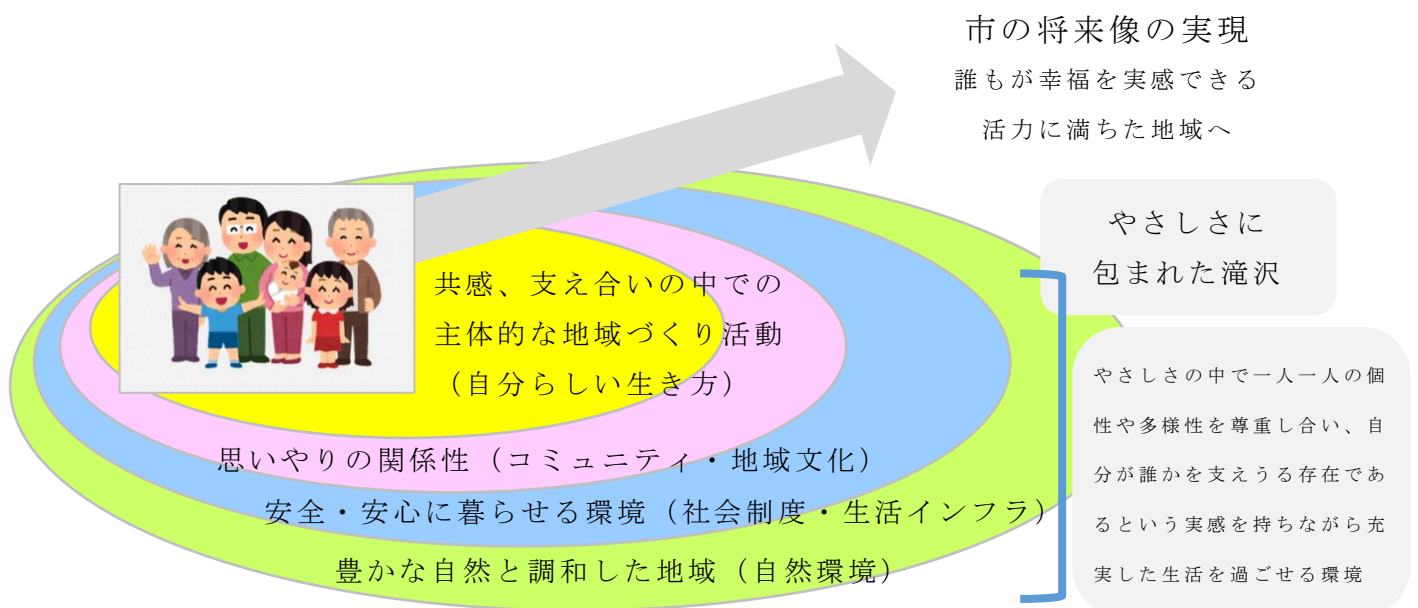 市の将来像の実現
誰もが幸福を実感できる
活力に満ちた地域へ
やさしさに
包まれた滝沢
共感、支え合いの中での
主体的な地域づくり活動
（自分らしい生き方）
思いやりの関係性（コミュニティ・地域文化）
安全・安心に暮らせる環境（社会制度・生活インフラ）
豊かな自然と調和した地域（自然環境）
やさしさの中で一人一人の個
性や多様性を尊重し合い、自
分が誰かを支えうる存在であ
るという実感を持ちながら充
実した生活を過ごせる環境